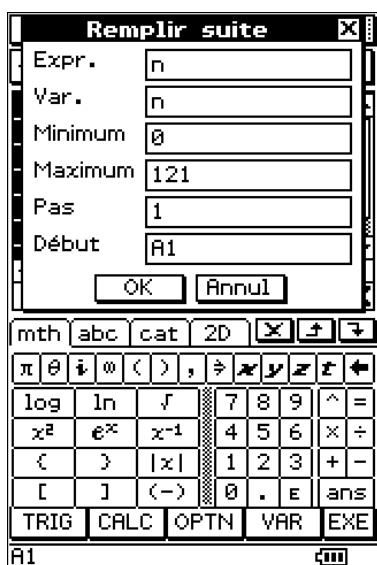 Remplir suite X
Expr. n
Var. n
Minimum 0
Maximum 121
Pas 1
Début A1
OK Annul
mth abc cat 2D
π θ i ∞ ( ) , ⇒ x y z t ←
log ln √ 7 8 9 ^ =
x² eˣ x⁻¹ 4 5 6 × ÷
( ) |x| 1 2 3 + −
[ ] (−) 0 . E ans
TRIG CALC OPTN VAR EXE
A1